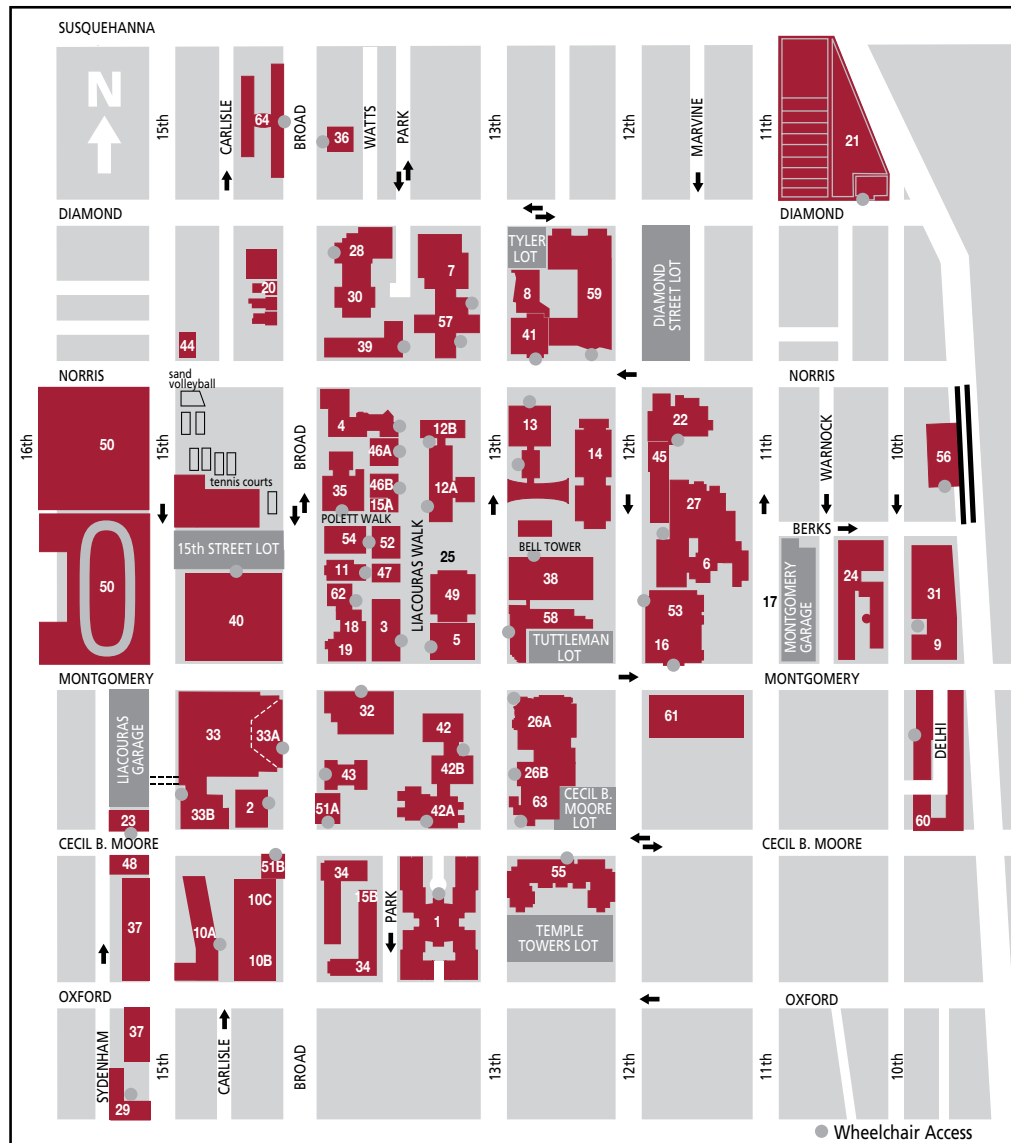 SUSQUEHANNA
N
15th
CARLISLE
64
BROAD
36
WATTS
PARK
13th
12th
MARVINE
11th
21
DIAMOND
DIAMOND
20
44
28
30
39
7
57
TYLER
LOT
8
41
59
DIAMOND
STREET LOT
NORRIS
NORRIS
16th
50
50
15th
sand
volleyball
tennis courts
15th STREET LOT
40
BROAD
4
46A
35
46B
15A
POLETT WALK
54
52
11
47
62
18
3
19
LIACOURAS WALK
12B
12A
25
49
5
13th
13
14
BELL TOWER
38
58
TUTTLEMAN
LOT
12th
22
45
27
6
53
16
11th
WARNOCK
10th
56
BERKS
17
MONTGOMERY
GARAGE
24
31
9
MONTGOMERY
MONTGOMERY
LIACOURAS
GARAGE
23
33
33A
33B
2
32
43
51A
42
42B
42A
26A
26B
63
CECIL B.
MOORE
LOT
61
DELHI
60
CECIL B. MOORE
CECIL B. MOORE
48
37
10A
51B
10C
10B
34
15B
34
PARK
1
55
TEMPLE
TOWERS LOT
OXFORD
OXFORD
SYDENHAM
37
29
15th
CARLISLE
BROAD
13th
12th
11th
10th
Wheelchair Access